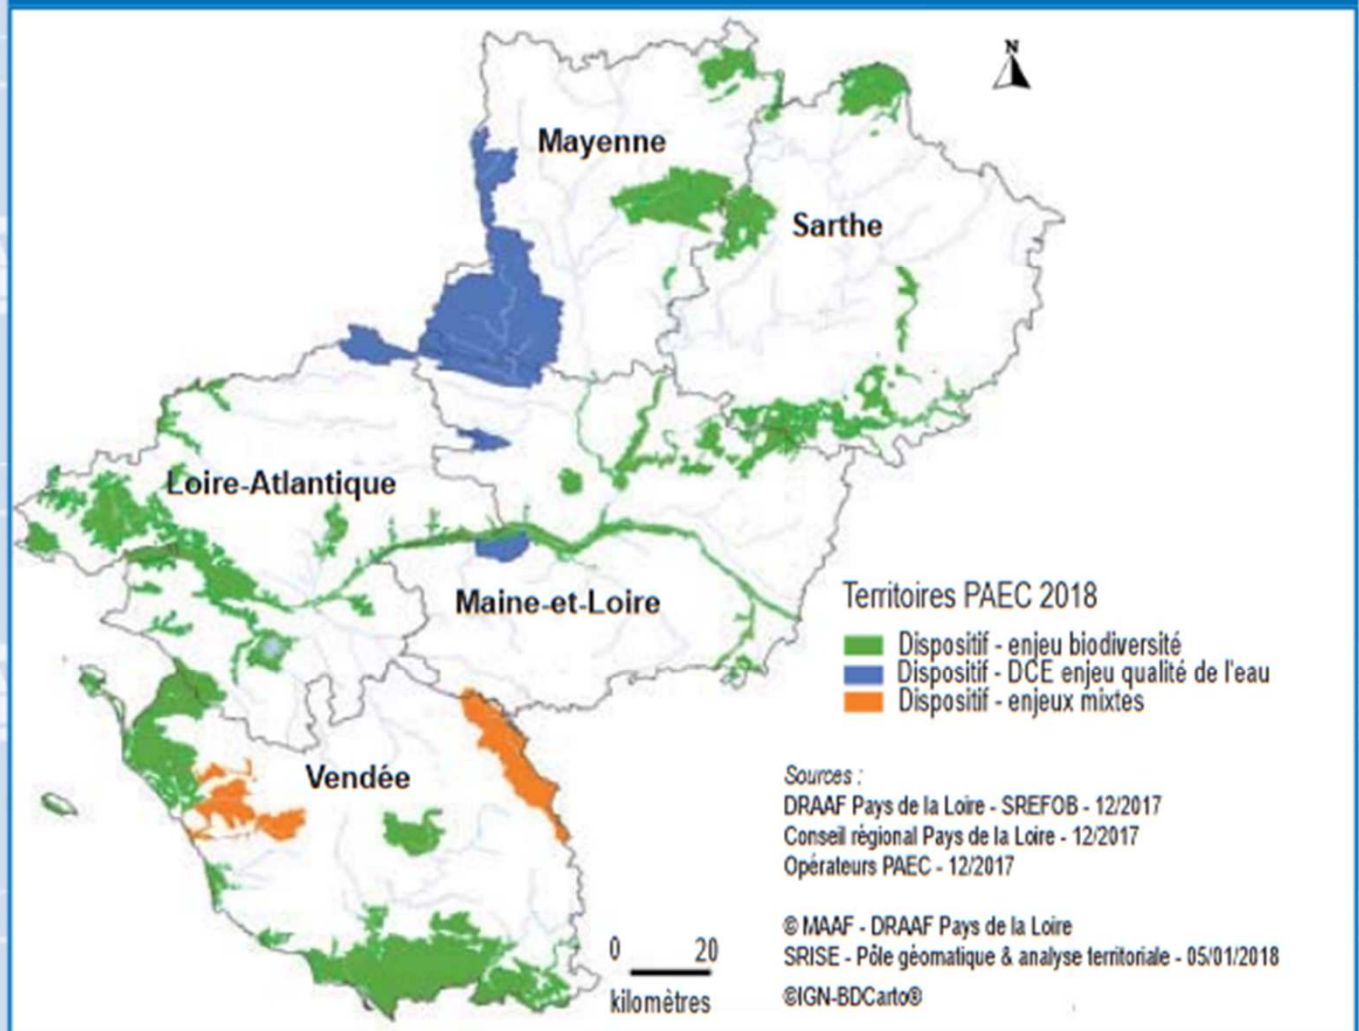 N
Mayenne
Sarthe
Loire-Atlantique
Maine-et-Loire
Vendée
Territoires PAEC 2018
Dispositif - enjeu biodiversité
Dispositif - DCE enjeu qualité de l'eau
Dispositif - enjeux mixtes
Sources :
DRAAF Pays de la Loire - SREFOB - 12/2017
Conseil régional Pays de la Loire - 12/2017
Opérateurs PAEC - 12/2017
© MAAF - DRAAF Pays de la Loire
SRISE - Pôle géomatique & analyse territoriale - 05/01/2018
©IGN-BDCarto®
0 20
kilomètres